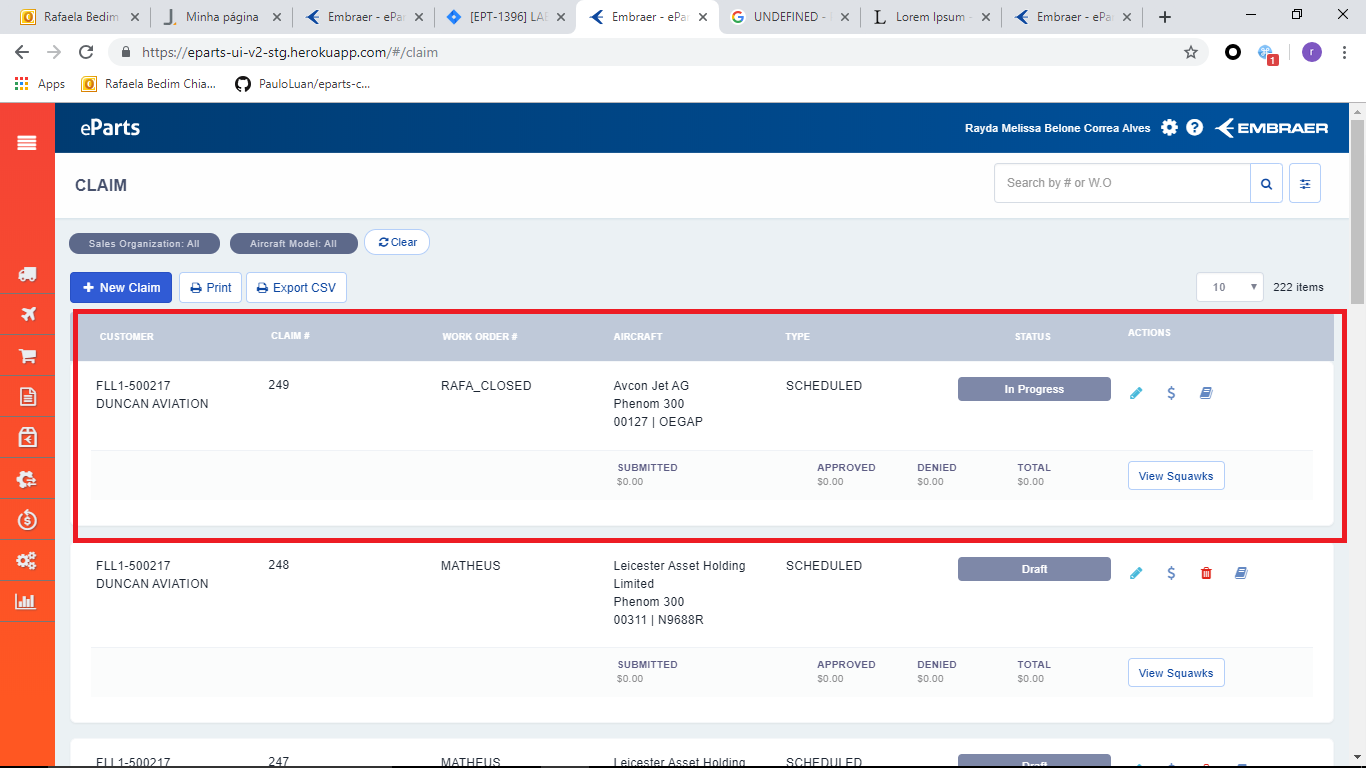 Rafaela Bedim
Minha página
Embraer - ePar
[EPT-1396] LAB
Embraer - ePar
UNDEFINED -
Lorem Ipsum -
Embraer - ePar
https://eparts-ui-v2-stg.herokuapp.com/#/claim
r
1
Apps
Rafaela Bedim Chia...
PauloLuan/eparts-c...
eParts
Rayda Melissa Belone Correa Alves
EMBRAER
CLAIM
Search by # or W.O
Sales Organization: All
Aircraft Model: All
Clear
New Claim
Print
Export CSV
10
222 items
CUSTOMER CLAIM # WORK ORDER # AIRCRAFT TYPE STATUS ACTIONS
FLL1-500217 249 RAFA_CLOSED Avcon Jet AG SCHEDULED In Progress $
DUNCAN AVIATION Phenom 300
00127 | OEGAP
SUBMITTED APPROVED DENIED TOTAL
$0.00 $0.00 $0.00 $0.00
View Squawks
FLL1-500217 248 MATHEUS Leicester Asset Holding SCHEDULED Draft $
DUNCAN AVIATION Limited
Phenom 300
00311 | N9688R
SUBMITTED APPROVED DENIED TOTAL
$0.00 $0.00 $0.00 $0.00
View Squawks
FLL1-500217 247 MATHEUS Leicester Asset Holding SCHEDULED Draft